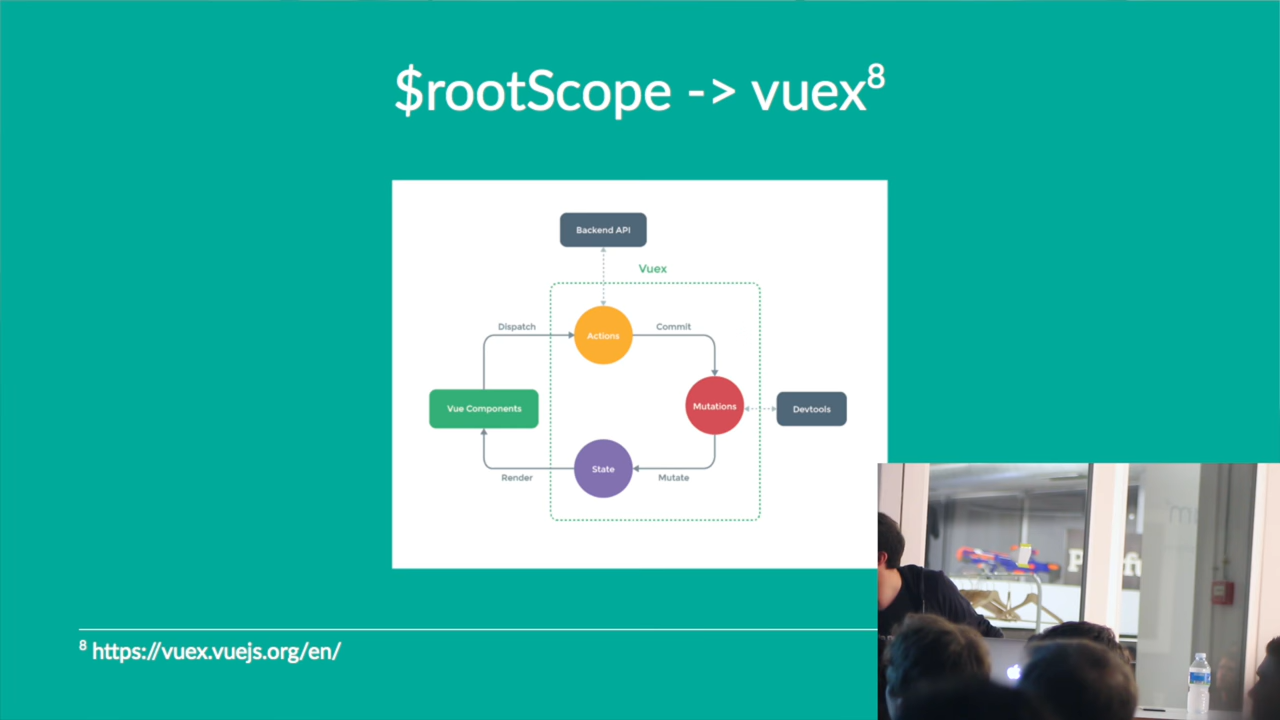 $rootScope -> vuex⁸
Backend API
Vuex
Dispatch
Actions
Commit
Vue Components
Mutations
Devtools
State
Render
Mutate
⁸ https://vuex.vuejs.org/en/